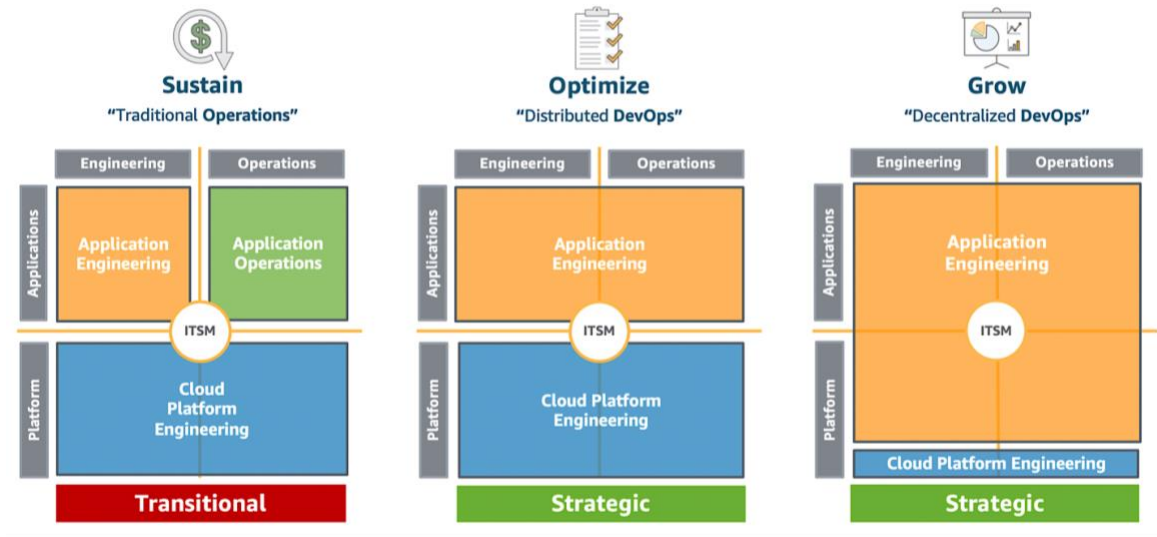 Sustain
“Traditional Operations”
Engineering
Operations
Applications
Application
Engineering
Application
Operations
ITSM
Platform
Cloud
Platform
Engineering
Transitional
Optimize
“Distributed DevOps”
Engineering
Operations
Applications
Application
Engineering
ITSM
Platform
Cloud Platform
Engineering
Strategic
Grow
“Decentralized DevOps”
Engineering
Operations
Applications
Application
Engineering
ITSM
Platform
Cloud Platform Engineering
Strategic